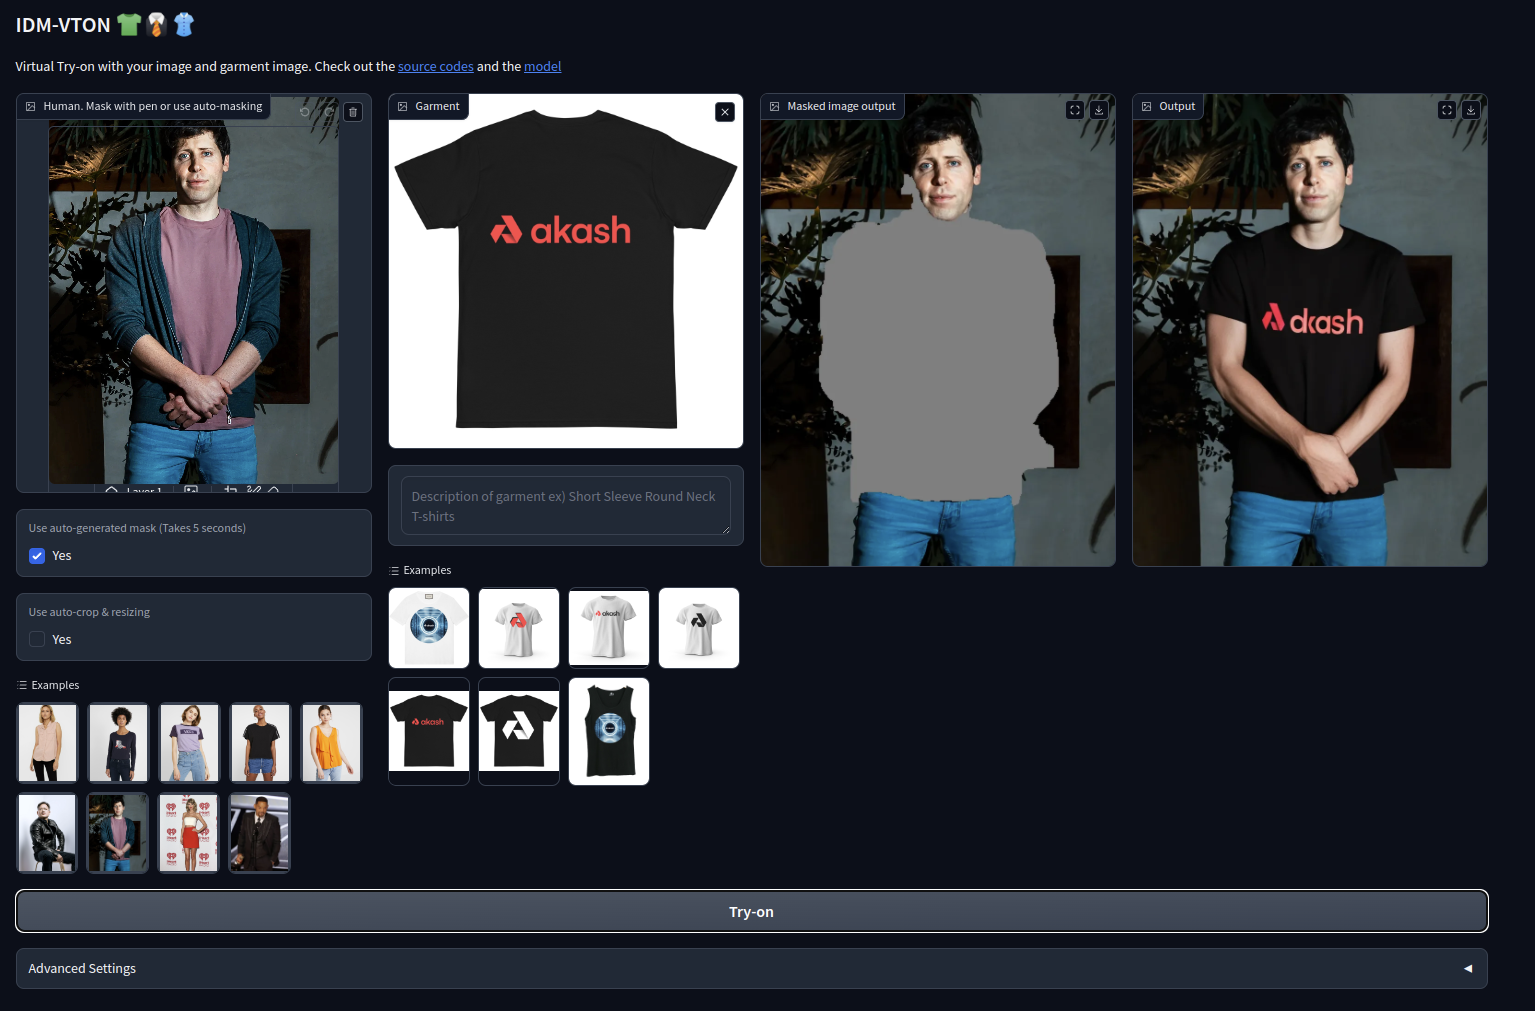 IDM-VTON
Virtual Try-on with your image and garment image. Check out the source codes and the model
Human. Mask with pen or use auto-masking
Garment
akash
Masked image output
Output
dkash
Layer 1
Description of garment ex) Short Sleeve Round Neck
T-shirts
Use auto-generated mask (Takes 5 seconds)
Yes
Use auto-crop & resizing
Yes
Examples
Examples
akash
akash
Try-on
Advanced Settings